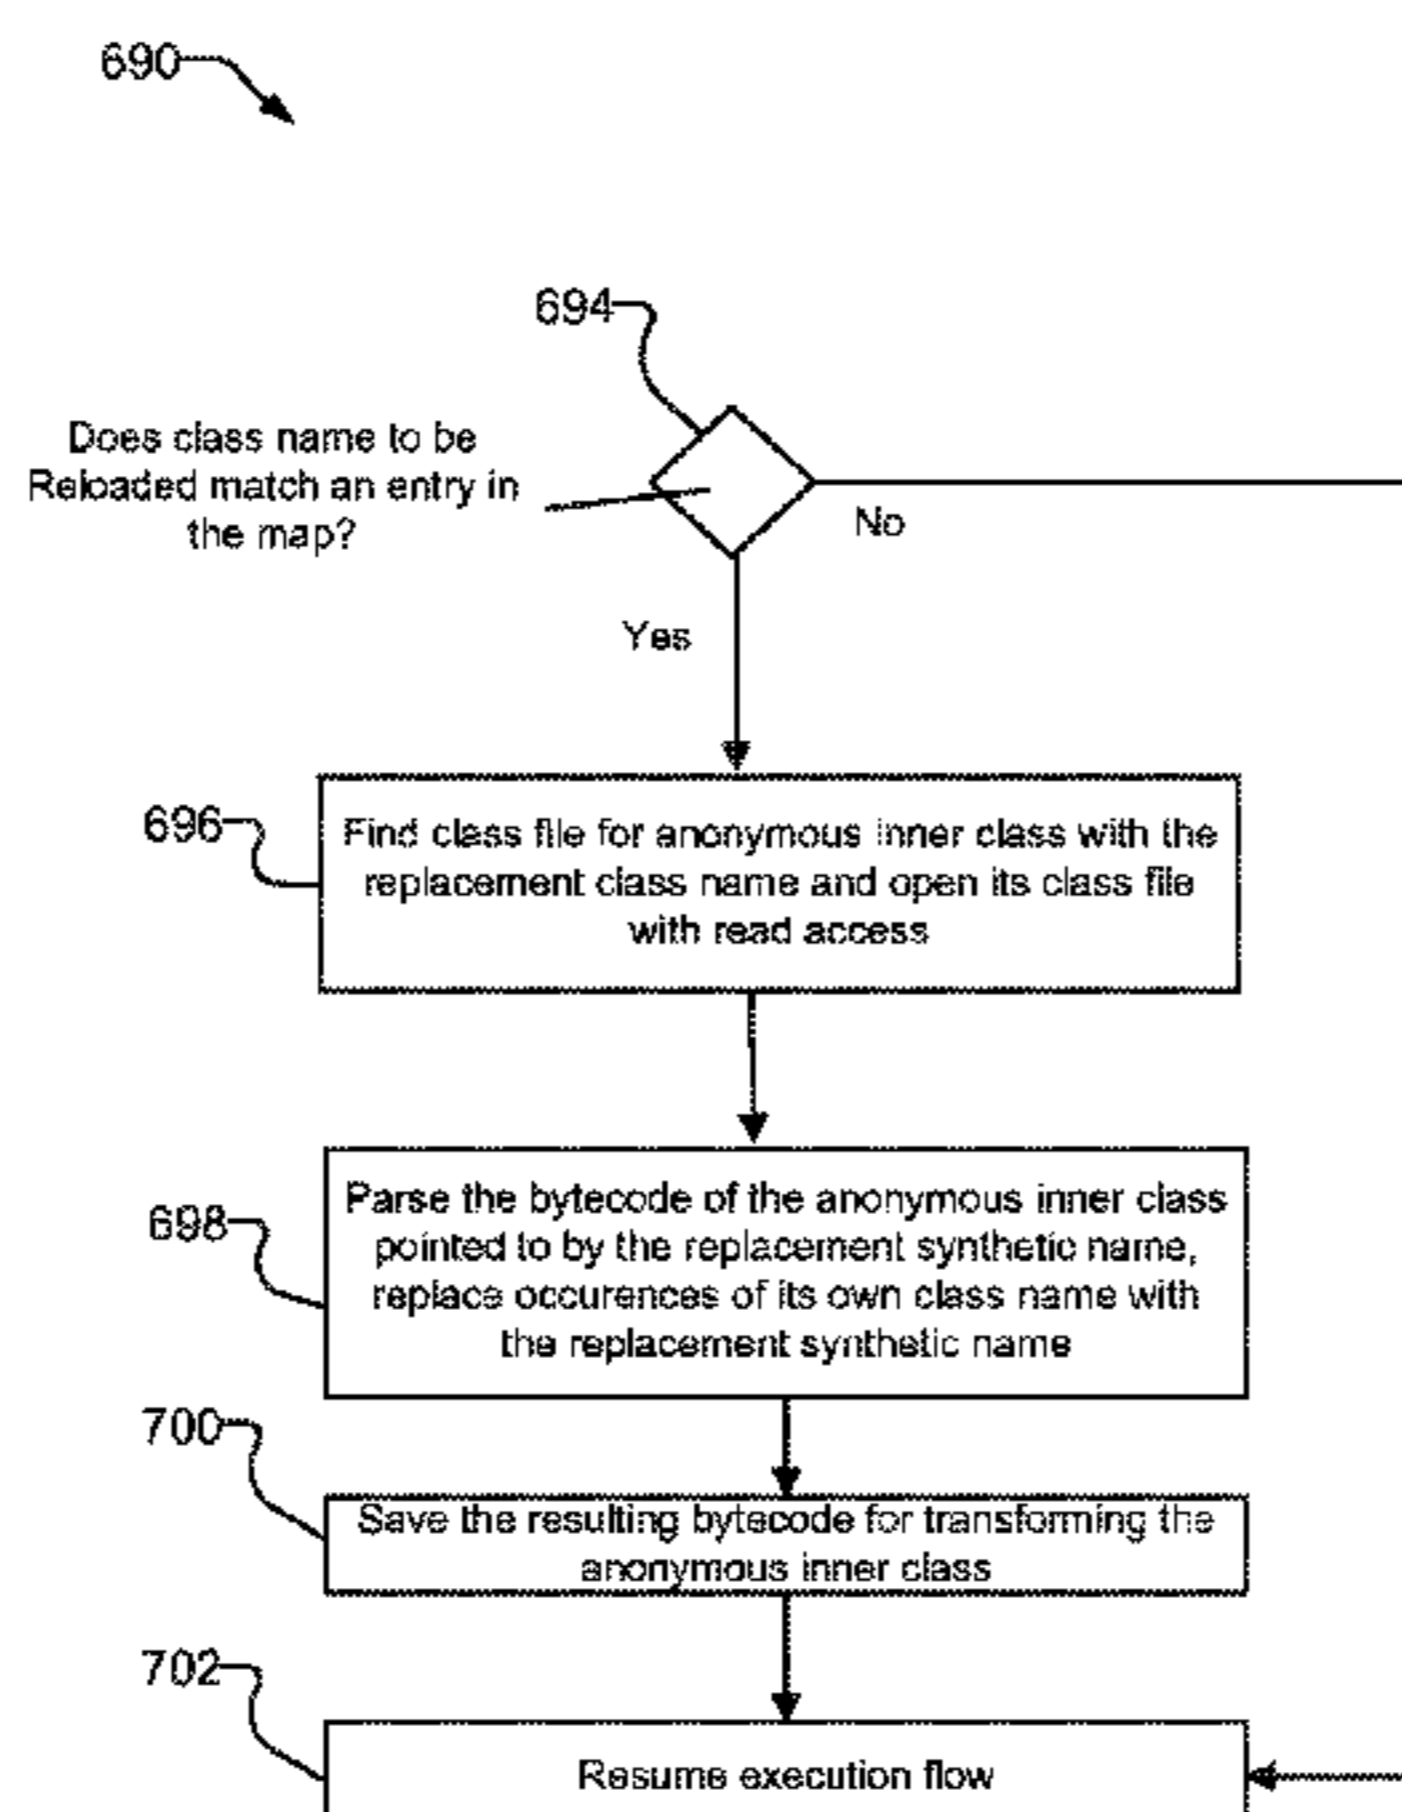 690
694
Does class name to be
Reloaded match an entry in
the map?
No
Yes
696
Find class file for anonymous inner class with the
replacement class name and open its class file
with read access
698
Parse the bytecode of the anonymous inner class
pointed to by the replacement synthetic name,
replace occurences of its own class name with
the replacement synthetic name
700
Save the resulting bytecode for transforming the
anonymous inner class
702
Resume execution flow